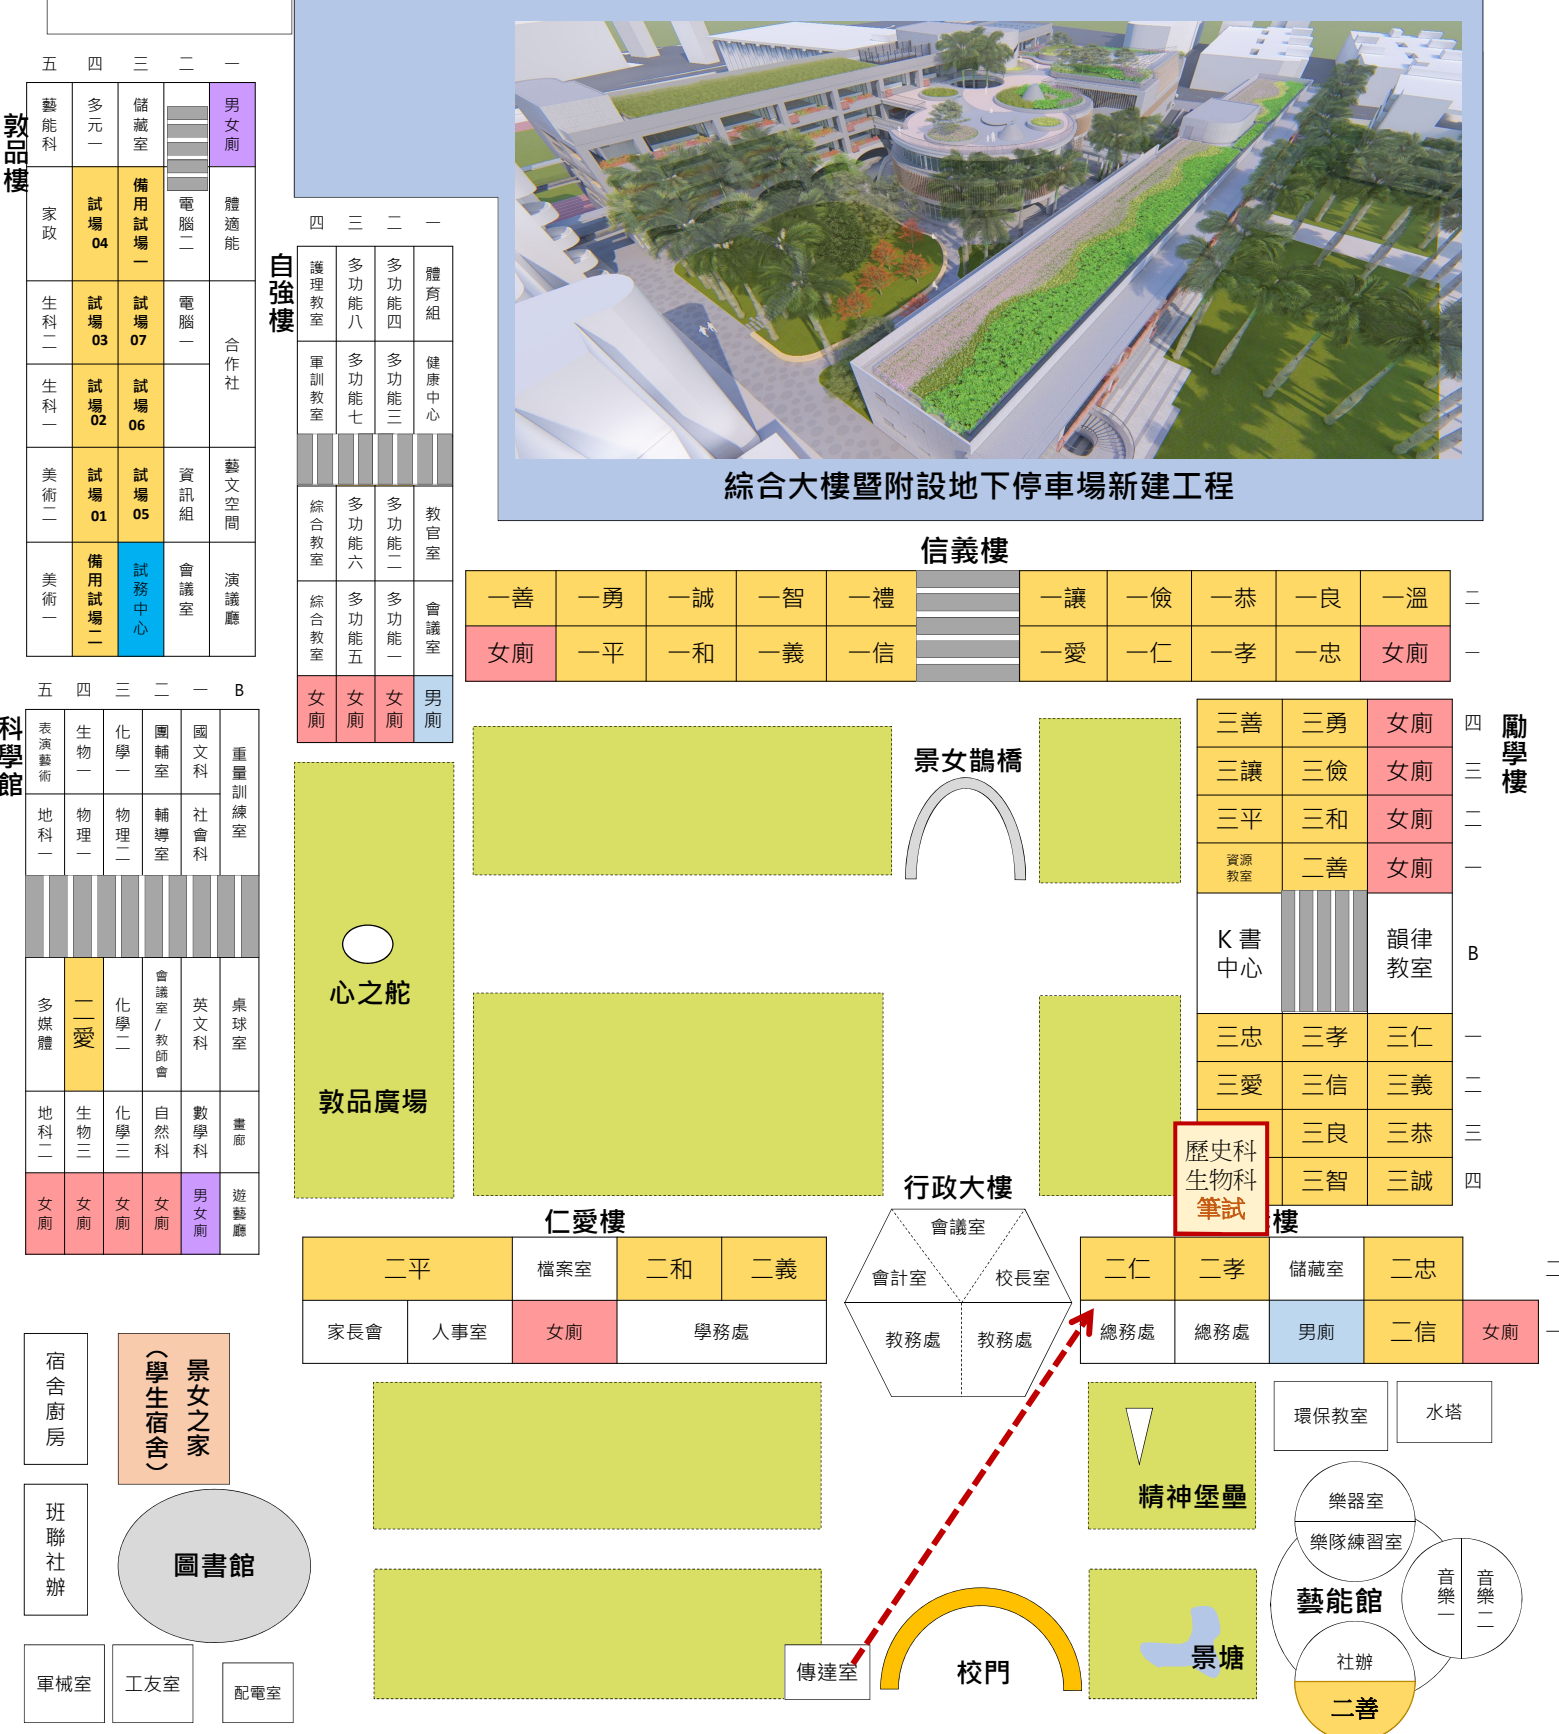 五 四 三 二 一
敦品樓
藝能科 多元一 儲藏室 男女廁
家政 試場04 備用試場一 電腦二 體適能
生科二 試場03 試場07 電腦一 合作社
生科一 試場02 試場06
美術二 試場01 試場05 資訊組 藝文空間
美術一 備用試場二 試務中心 會議室 演議廳
四 三 二 一
自強樓
護理教室 多功能八 多功能四 體育組
軍訓教室 多功能七 多功能三 健康中心
綜合教室 多功能六 多功能二 教官室
綜合教室 多功能五 多功能一 會議室
女廁 女廁 女廁 男廁
綜合大樓暨附設地下停車場新建工程
信義樓
一善 一勇 一誠 一智 一禮 一讓 一儉 一恭 一良 一溫 二
女廁 一平 一和 一義 一信 一愛 一仁 一孝 一忠 女廁 一
五 四 三 二 一 B
科學館
表演藝術 生物一 化學一 團輔室 國文科 重量訓練室
地科一 物理一 物理二 輔導室 社會科
多媒體 二愛 化學二 會議室/教師會 英文科 桌球室
地科二 生物三 化學三 自然科 數學科 畫廊
女廁 女廁 女廁 女廁 男女廁 遊藝廳
心之舵
敦品廣場
景女鵲橋
勵學樓
三善 三勇 女廁 四
三讓 三儉 女廁 三
三平 三和 女廁 二
資源教室 二善 女廁 一
K書中心 韻律教室 B
三忠 三孝 三仁 一
三愛 三信 三義 二
三良 三恭 三
三智 三誠 四
歷史科
生物科
筆試
樓
仁愛樓
二平 檔案室 二和 二義
家長會 人事室 女廁 學務處
行政大樓
會議室
會計室 校長室
教務處 教務處
二仁 二孝 儲藏室 二忠 二
總務處 總務處 男廁 二信 女廁 一
宿舍廚房
景女之家
（學生宿舍）
班聯社辦
圖書館
軍械室 工友室 配電室
環保教室 水塔
精神堡壘
樂器室
樂隊練習室
藝能館
音樂一 音樂二
社辦
二善
傳達室
校門
景塘